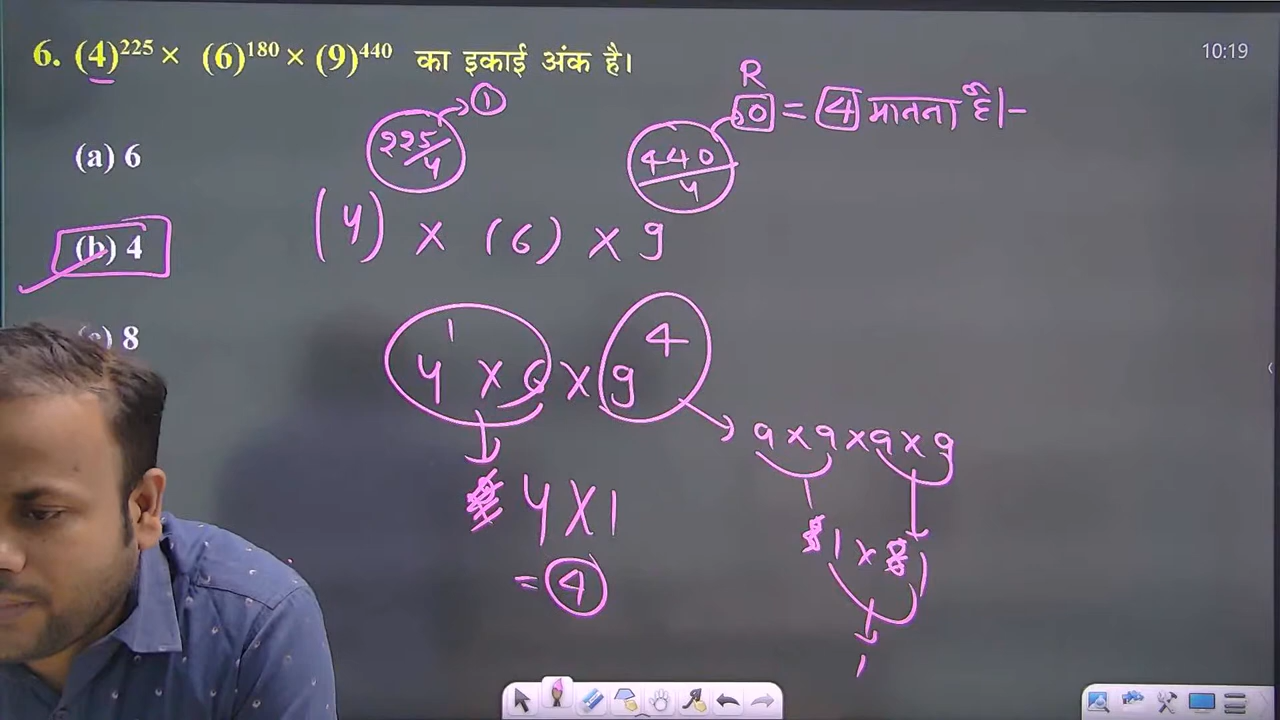 6. (4)²²⁵ × (6)¹⁸⁰ × (9)⁴⁴⁰ का इकाई अंक है।
10:19
R
225/4 → 1
440/4 → 0 = 4 मानना है।-
(a) 6
(4) × (6) × 9
(b) 4
8
4¹ × 6 × 9⁴
9×9×9×9
4×1
1×1
= 4
1